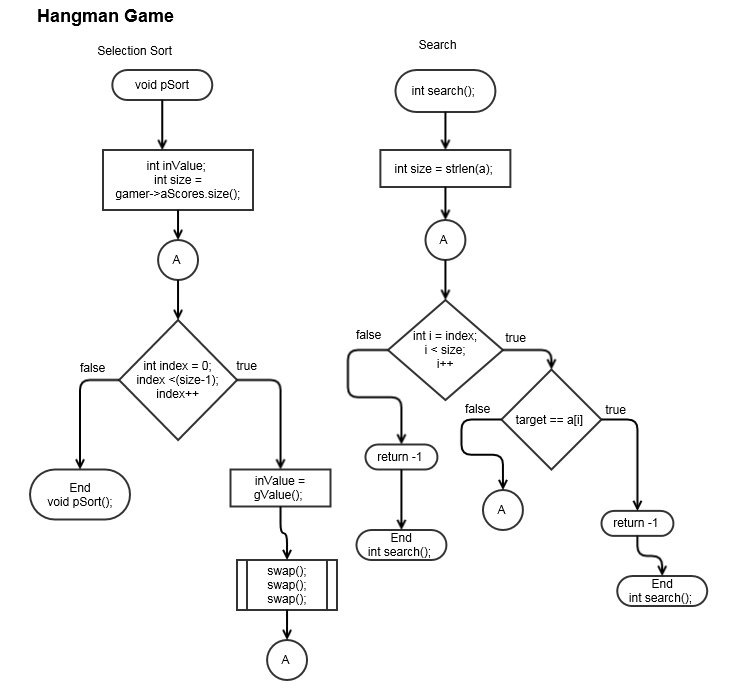 Hangman Game
Selection Sort
void pSort
int inValue;
int size =
gamer->aScores.size();
A
int index = 0;
index <(size-1);
index++
false
true
End
void pSort();
inValue =
gValue();
swap();
swap();
swap();
A
Search
int search();
int size = strlen(a);
A
int i = index;
i < size;
i++
false
true
return -1
End
int search();
target == a[i]
false
true
A
return -1
End
int search();